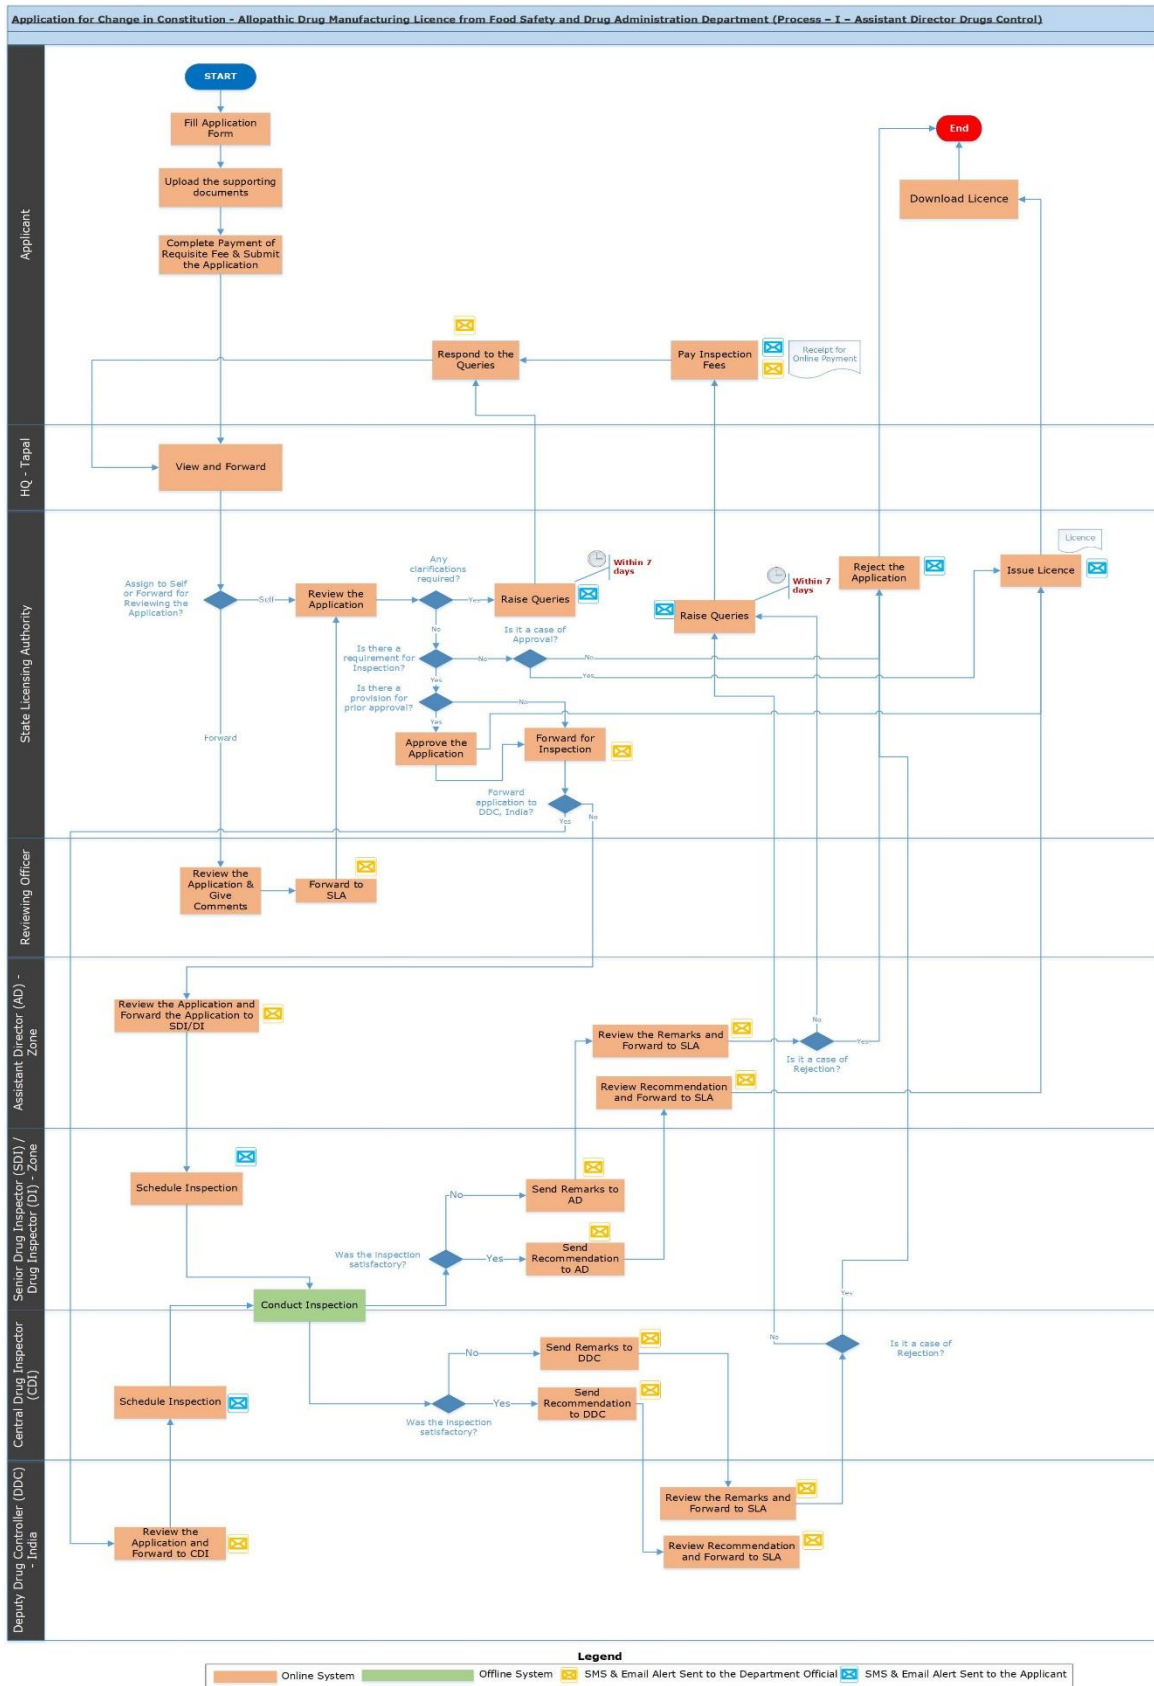 Application for Change in Constitution - Allopathic Drug Manufacturing Licence from Food Safety and Drug Administration Department (Process – I – Assistant Director Drugs Control)
Applicant
START
Fill Application
Form
Upload the supporting
documents
Complete Payment of
Requisite Fee & Submit
the Application
End
Download Licence
Respond to the
Queries
Pay Inspection
Fees
Receipt for
Online Payment
HQ - Tapal
View and Forward
State Licensing Authority
Assign to Self
or Forward for
Reviewing the
Application?
Self
Forward
Review the
Application
Any
clarifications
required?
Yes
No
Raise Queries
Within 7
days
Raise Queries
Within 7
days
Reject the
Application
Licence
Issue Licence
Is there a
requirement for
Inspection?
No
Yes
Is it a case of
Approval?
No
Yes
Is there a
provision for
prior approval?
No
Yes
Approve the
Application
Forward for
Inspection
Forward
application to
DDC, India?
Yes
No
Reviewing Officer
Review the
Application &
Give
Comments
Forward to
SLA
Assistant Director (AD) -
Zone
Review the Application and
Forward the Application to
SDI/DI
Review the Remarks and
Forward to SLA
No
Yes
Is it a case of
Rejection?
Review Recommendation
and Forward to SLA
Senior Drug Inspector (SDI) /
Drug Inspector (DI) - Zone
Schedule Inspection
Send Remarks to
AD
No
Was the inspection
satisfactory?
Yes
Send
Recommendation
to AD
Conduct Inspection
Central Drug Inspector
(CDI)
Yes
No
Is it a case of
Rejection?
Send Remarks to
DDC
No
Schedule Inspection
Yes
Send
Recommendation
to DDC
Was the inspection
satisfactory?
Deputy Drug Controller (DDC)
- India
Review the
Application and
Forward to CDI
Review the Remarks and
Forward to SLA
Review Recommendation
and Forward to SLA
Legend
Online System
Offline System
SMS & Email Alert Sent to the Department Official
SMS & Email Alert Sent to the Applicant